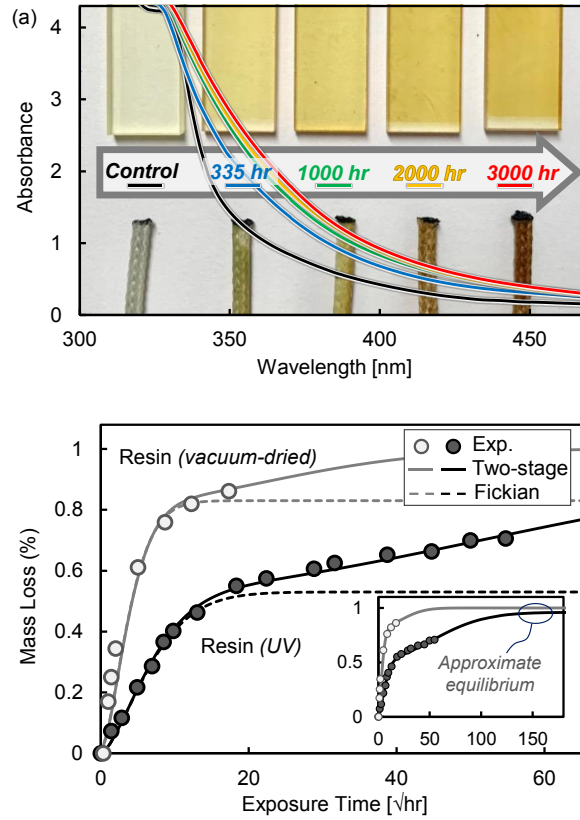 (a)
4
3
2
1
0
Absorbance
Control 335 hr 1000 hr 2000 hr 3000 hr
300 350 400 450
Wavelength [nm]
1
0.8
0.6
0.4
0.2
0
Mass Loss (%)
Resin (vacuum-dried)
Exp.
Two-stage
Fickian
Resin (UV)
1
0.5
0
Approximate
equilibrium
0 50 100 150
0 20 40 60
Exposure Time [√hr]